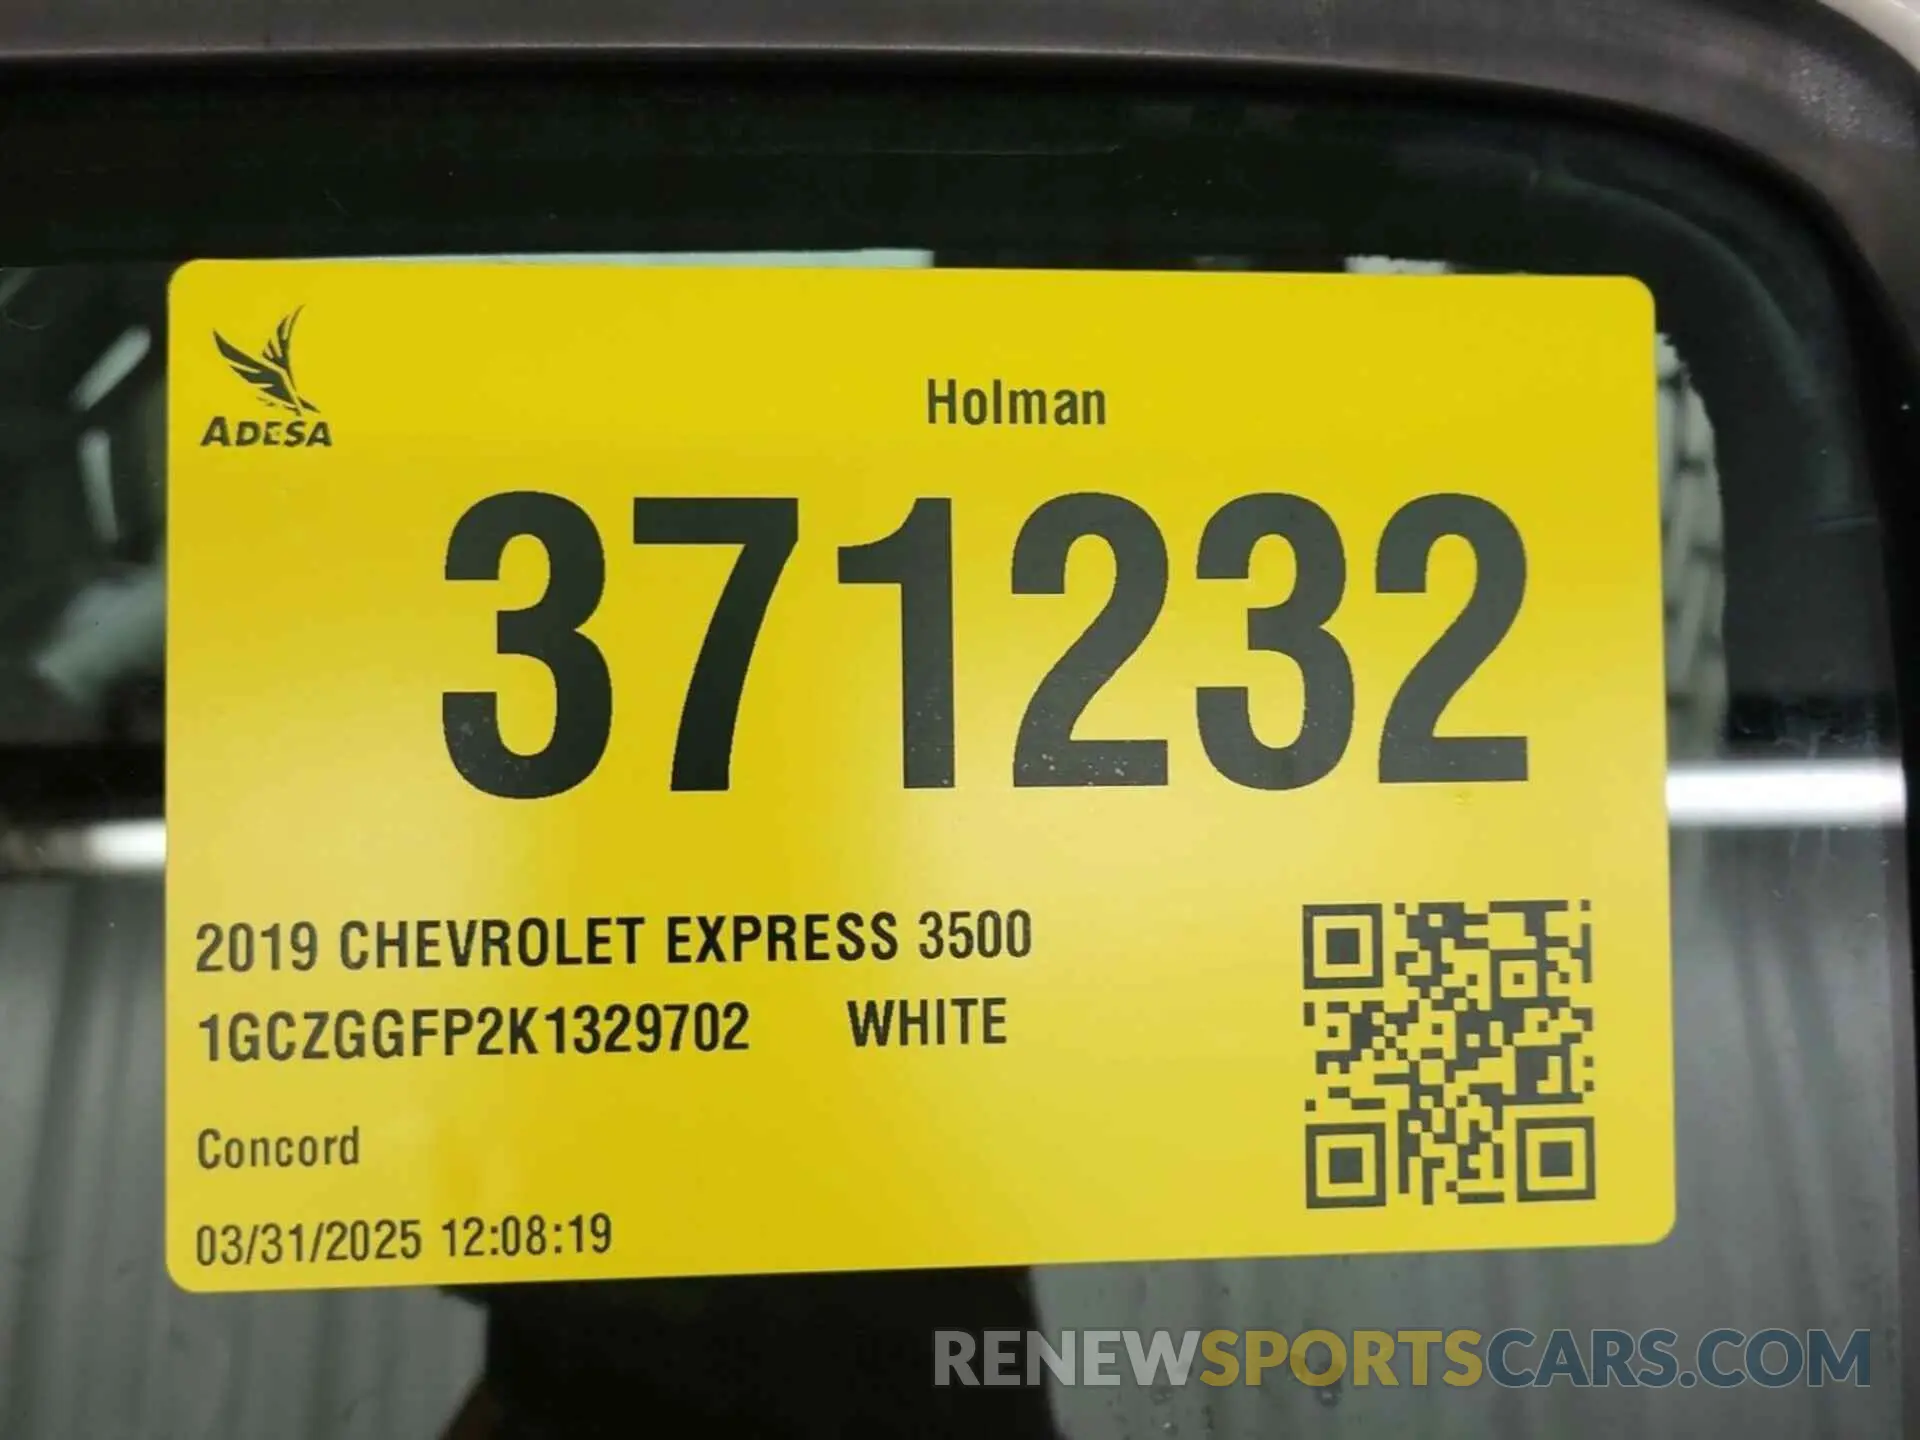 ADESA
Holman
371232
2019 CHEVROLET EXPRESS 3500
1GCZGGFP2K1329702 WHITE
Concord
03/31/2025 12:08:19
RENEWSPORTSCARS.COM